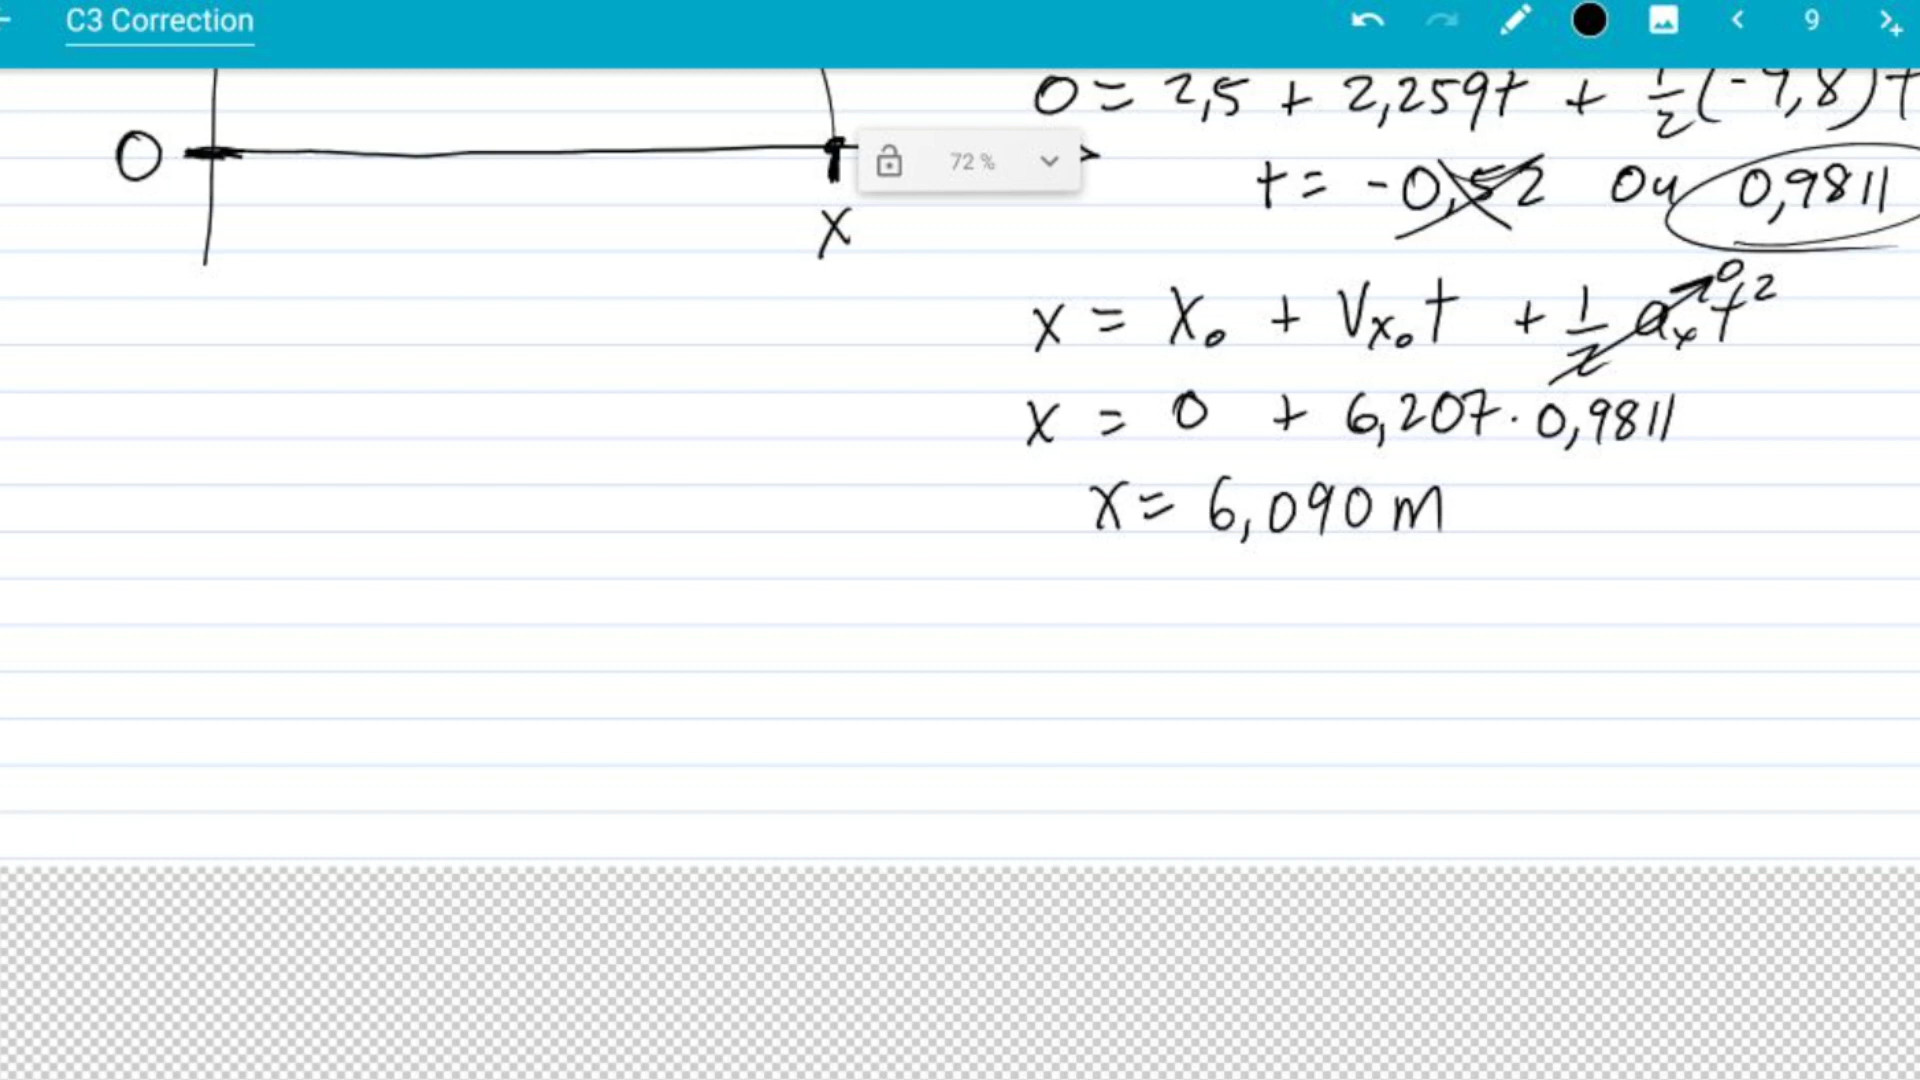 C3 Correction
9
72 %
0
x
0 = 2,5 + 2,259t + 1/2 (-9,8)t
t = -0,52 ou 0,9811
x = x₀ + Vx₀t + 1/2 aₓt² 0
x = 0 + 6,207 · 0,9811
x = 6,090 m